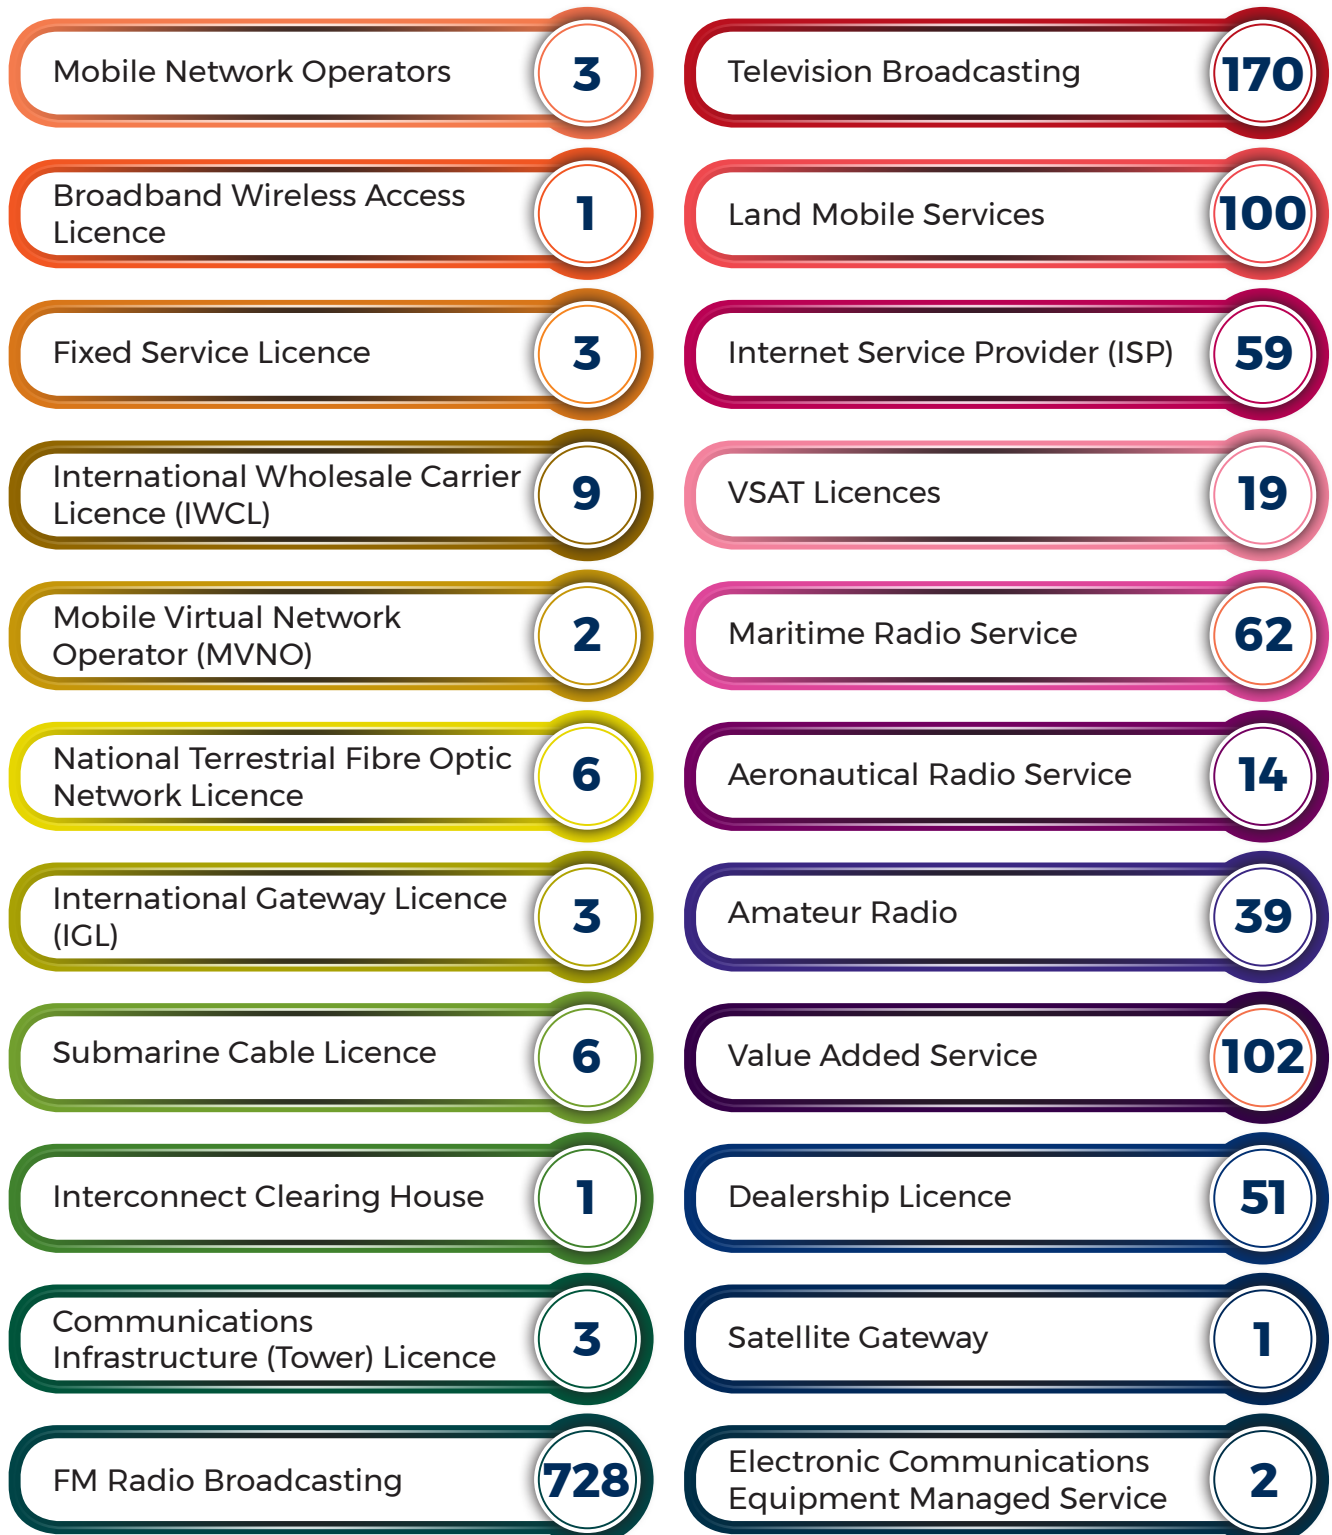 Mobile Network Operators
3
Broadband Wireless Access
Licence
1
Fixed Service Licence
3
International Wholesale Carrier
Licence (IWCL)
9
Mobile Virtual Network
Operator (MVNO)
2
National Terrestrial Fibre Optic
Network Licence
6
International Gateway Licence
(IGL)
3
Submarine Cable Licence
6
Interconnect Clearing House
1
Communications
Infrastructure (Tower) Licence
3
FM Radio Broadcasting
728
Television Broadcasting
170
Land Mobile Services
100
Internet Service Provider (ISP)
59
VSAT Licences
19
Maritime Radio Service
62
Aeronautical Radio Service
14
Amateur Radio
39
Value Added Service
102
Dealership Licence
51
Satellite Gateway
1
Electronic Communications
Equipment Managed Service
2